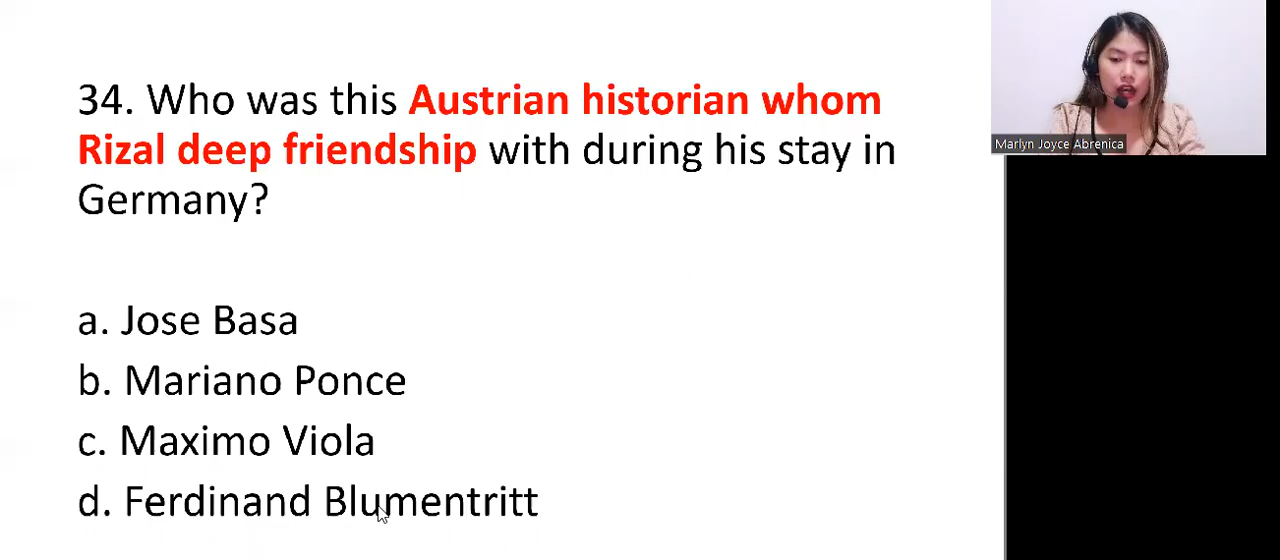 34. Who was this Austrian historian whom
Rizal deep friendship with during his stay in
Germany?
a. Jose Basa
b. Mariano Ponce
c. Maximo Viola
d. Ferdinand Blumentritt
Marlyn Joyce Abrenica